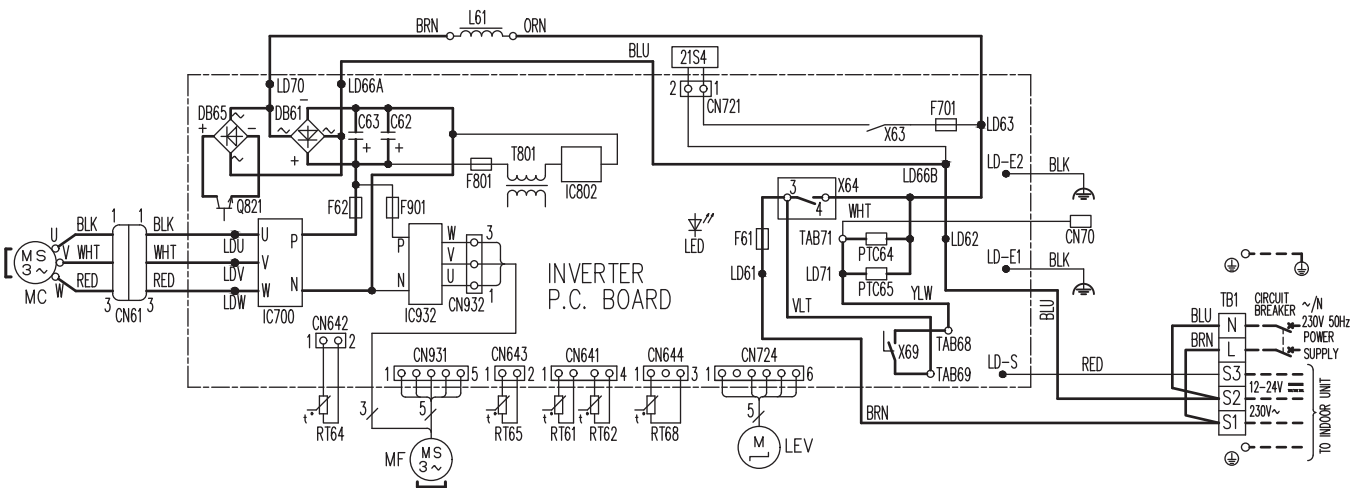 BRN L61 ORN
BLU
21S4
2 1
CN721
LD70 LD66A
DB65 DB61
C63 C62
~ + - ~
- ~ ~ +
+ +
F701
X63
LD63
T801
F801
IC802
LD66B
LD-E2 BLK
Q821
F62 F901
3 X64
4
WHT
LED
F61
TAB71
PTC64
LD62
CN70
U BLK 1 1 BLK LDU U P
V WHT WHT LDV V
W RED 3 3 RED LDW W N
MS
3~
MC
CN61
IC700
P W 3
V
N U 1
IC932
CN932
INVERTER
P.C. BOARD
LD61
LD71
PTC65
LD-E1 BLK
VLT
YLW
BLU
TB1
CIRCUIT
BREAKER
~/N
230V 50Hz
POWER
SUPPLY
BLU N
BRN L
S3
S2
S1
12-24V
230V~
TO INDOOR UNIT
CN642
1 2
X69
TAB68
TAB69
LD-S RED
CN931
1 5
CN643
1 2
CN641
1 4
CN644
1 3
CN724
1 6
BRN
t° RT64
3
5
t° RT65
t° RT61
t° RT62
t° RT68
5
MF
MS
3~
M
LEV